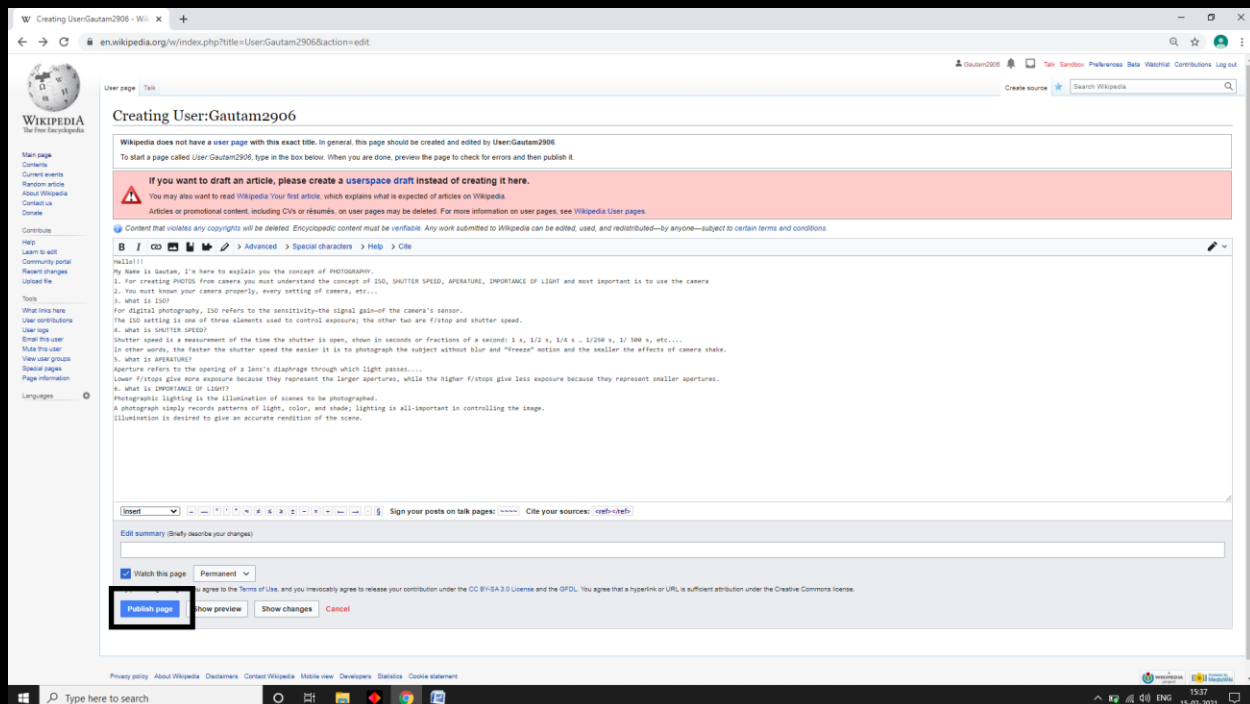 Creating User:Gautam2906 - Wi
en.wikipedia.org/w/index.php?title=User:Gautam2906&action=edit
Gautam2906 Talk Sandbox Preferences Beta Watchlist Contributions Log out
User page Talk Create source Search Wikipedia
WIKIPEDIA
The Free Encyclopedia
Main page
Contents
Current events
Random article
About Wikipedia
Contact us
Donate
Contribute
Help
Learn to edit
Community portal
Recent changes
Upload file
Tools
What links here
User contributions
User logs
Email this user
Mute this user
View user groups
Special pages
Page information
Languages
Creating User:Gautam2906
Wikipedia does not have a user page with this exact title. In general, this page should be created and edited by User:Gautam2906.
To start a page called User:Gautam2906, type in the box below. When you are done, preview the page to check for errors and then publish it.
If you want to draft an article, please create a userspace draft instead of creating it here.
You may also want to read Wikipedia:Your first article, which explains what is expected of articles on Wikipedia.
Articles or promotional content, including CVs or résumés, on user pages may be deleted. For more information on user pages, see Wikipedia:User pages.
Content that violates any copyrights will be deleted. Encyclopedic content must be verifiable. Any work submitted to Wikipedia can be edited, used, and redistributed—by anyone—subject to certain terms and conditions.
B I Advanced Special characters Help Cite
Hello!!!
My Name is Gautam, I'm here to explain you the concept of PHOTOGRAPHY.
1. For creating PHOTOS from camera you must understand the concept of ISO, SHUTTER SPEED, APERATURE, IMPORTANCE OF LIGHT and most important is to use the camera
2. You must known your camera properly, every setting of camera, etc...
3. What is ISO?
For digital photography, ISO refers to the sensitivity—the signal gain—of the camera's sensor.
The ISO setting is one of three elements used to control exposure; the other two are f/stop and shutter speed.
4. What is SHUTTER SPEED?
Shutter speed is a measurement of the time the shutter is open, shown in seconds or fractions of a second: 1 s, 1/2 s, 1/4 s … 1/250 s, 1/ 500 s, etc....
In other words, the faster the shutter speed the easier it is to photograph the subject without blur and "freeze" motion and the smaller the effects of camera shake.
5. What is APERATURE?
Aperture refers to the opening of a lens's diaphragm through which light passes....
Lower f/stops give more exposure because they represent the larger apertures, while the higher f/stops give less exposure because they represent smaller apertures.
6. What is IMPORTANCE OF LIGHT?
Photographic lighting is the illumination of scenes to be photographed.
A photograph simply records patterns of light, color, and shade; lighting is all-important in controlling the image.
Illumination is desired to give an accurate rendition of the scene.
Insert – — ° ′ ″ ≈ ≠ ≤ ≥ ± − × ÷ ← → · § Sign your posts on talk pages: ~~~~ Cite your sources: <ref></ref>
Edit summary (Briefly describe your changes)
Watch this page Permanent
you agree to the Terms of Use, and you irrevocably agree to release your contribution under the CC BY-SA 3.0 License and the GFDL. You agree that a hyperlink or URL is sufficient attribution under the Creative Commons license.
Publish page Show preview Show changes Cancel
Privacy policy About Wikipedia Disclaimers Contact Wikipedia Mobile view Developers Statistics Cookie statement
WIKIMEDIA project MediaWiki
Type here to search
ENG 15:37
15-02-2021